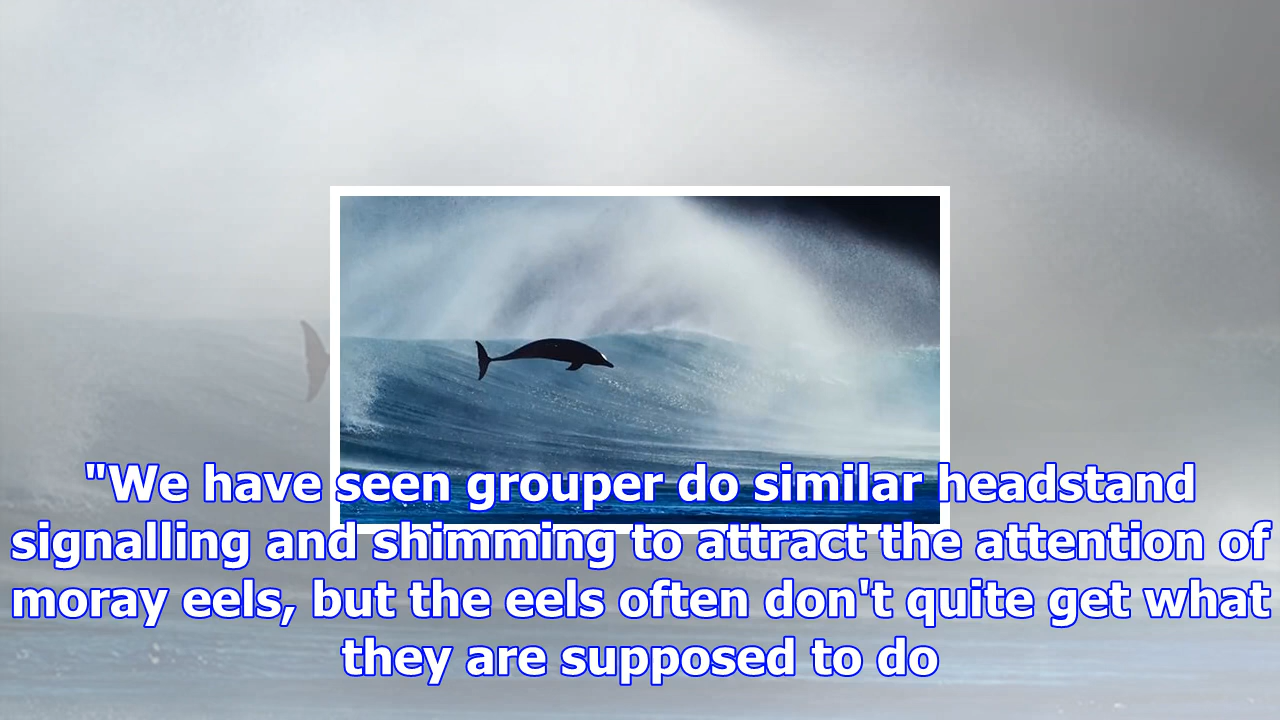 "We have seen grouper do similar headstand
signalling and shimming to attract the attention of
moray eels, but the eels often don't quite get what
they are supposed to do